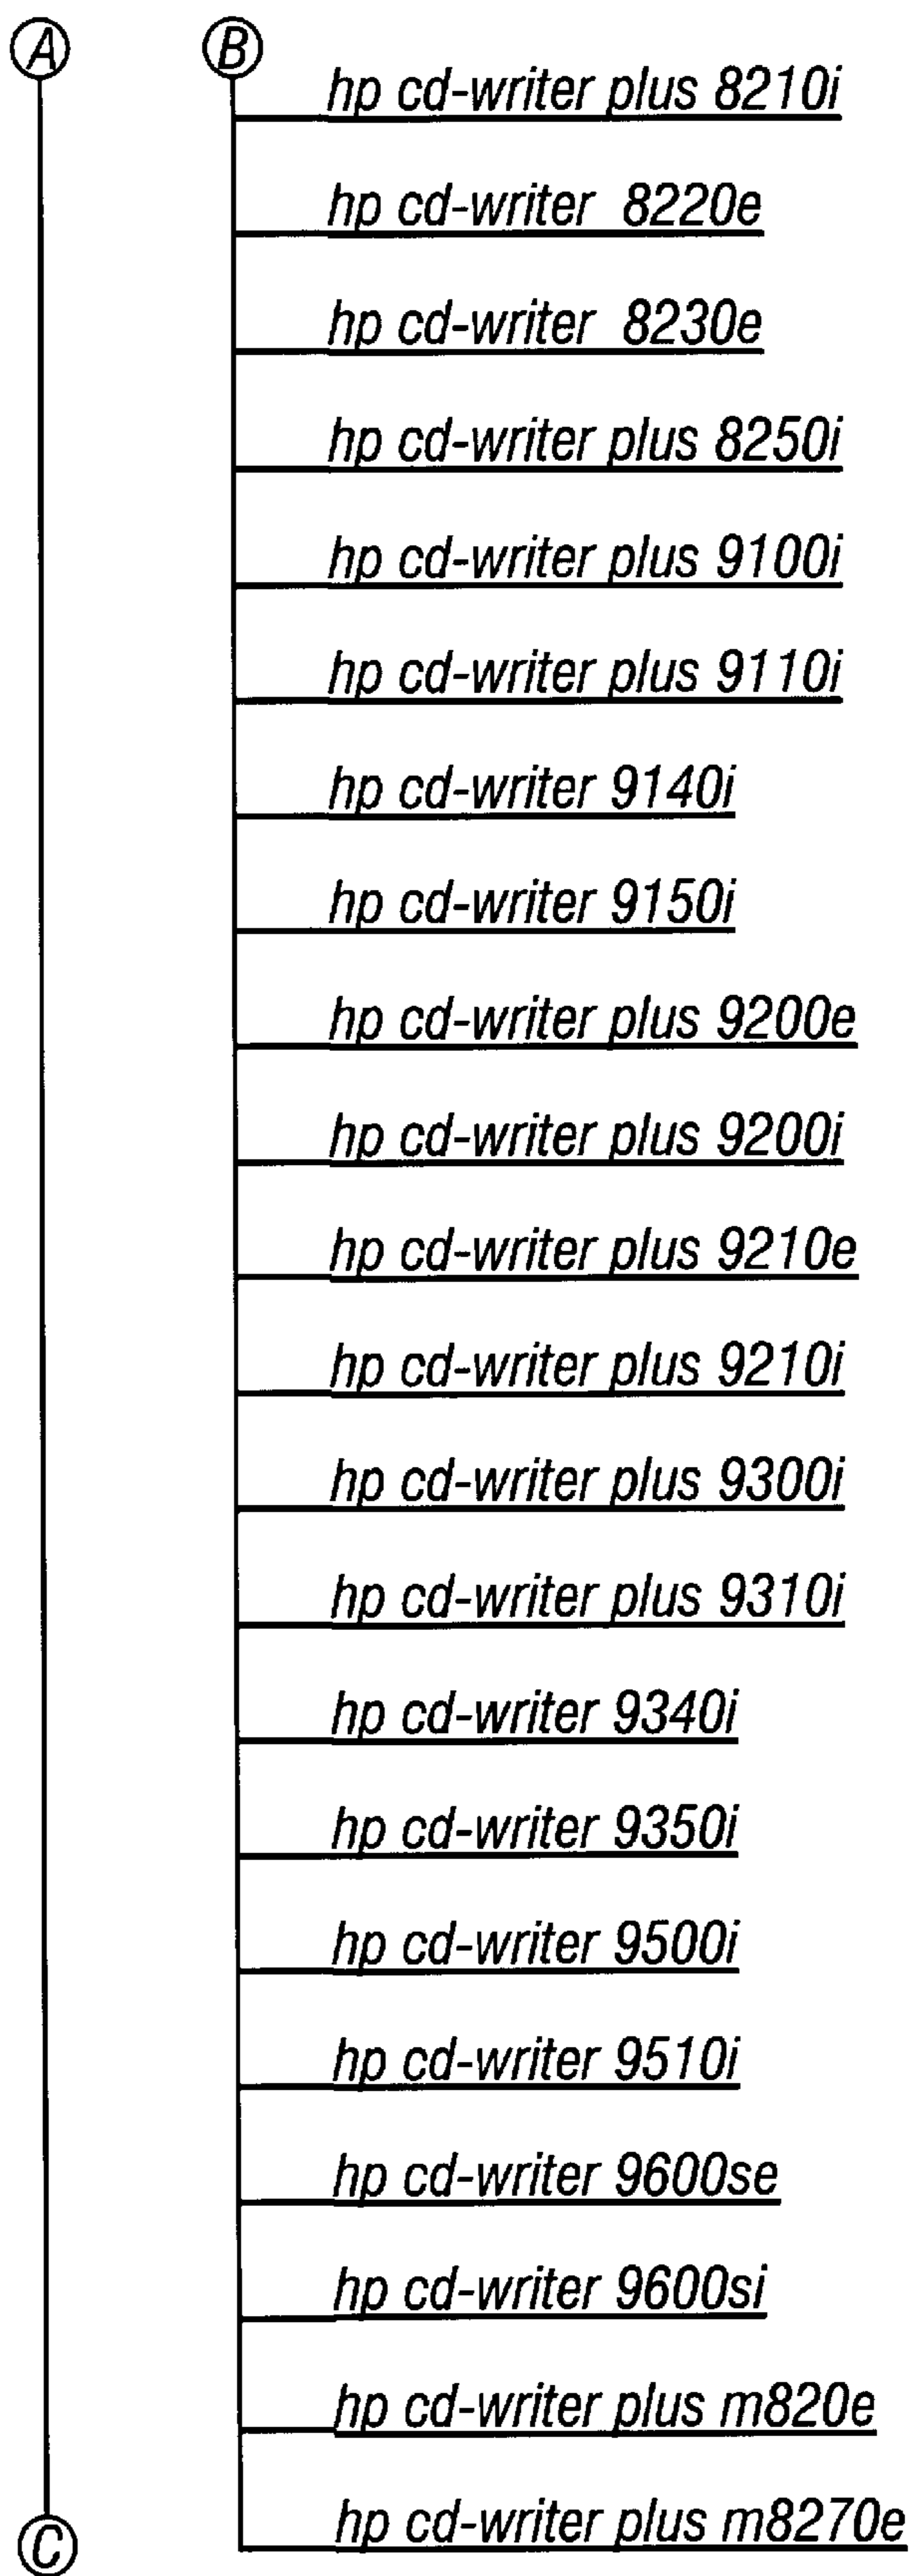 A B
hp cd-writer plus 8210i
hp cd-writer 8220e
hp cd-writer 8230e
hp cd-writer plus 8250i
hp cd-writer plus 9100i
hp cd-writer plus 9110i
hp cd-writer 9140i
hp cd-writer 9150i
hp cd-writer plus 9200e
hp cd-writer plus 9200i
hp cd-writer plus 9210e
hp cd-writer plus 9210i
hp cd-writer plus 9300i
hp cd-writer plus 9310i
hp cd-writer 9340i
hp cd-writer 9350i
hp cd-writer 9500i
hp cd-writer 9510i
hp cd-writer 9600se
hp cd-writer 9600si
hp cd-writer plus m820e
hp cd-writer plus m8270e
C